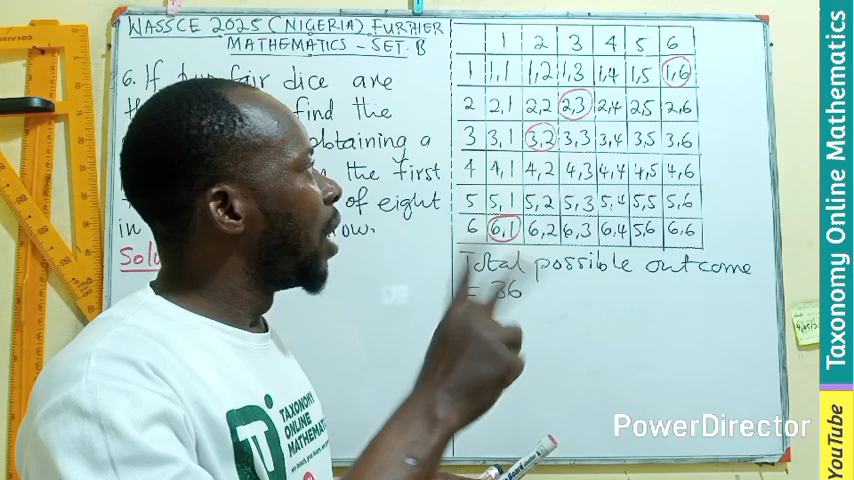 WASSCE 2025 (NIGERIA) FURTHER
MATHEMATICS - SET B
6. If two fair dice are
find the
obtaining a
the first
of eight
in
Solu
1 2 3 4 5 6
1 1,1 1,2 1,3 1,4 1,5 1,6
2 2,1 2,2 2,3 2,4 2,5 2,6
3 3,1 3,2 3,3 3,4 3,5 3,6
4 4,1 4,2 4,3 4,4 4,5 4,6
5 5,1 5,2 5,3 5,4 5,5 5,6
6 6,1 6,2 6,3 6,4 5,6 6,6
Total possible outcome
= 36
TAXONOMY
ONLINE
MATHEMATI
PowerDirector
Taxonomy Online Mathematics
YouTube